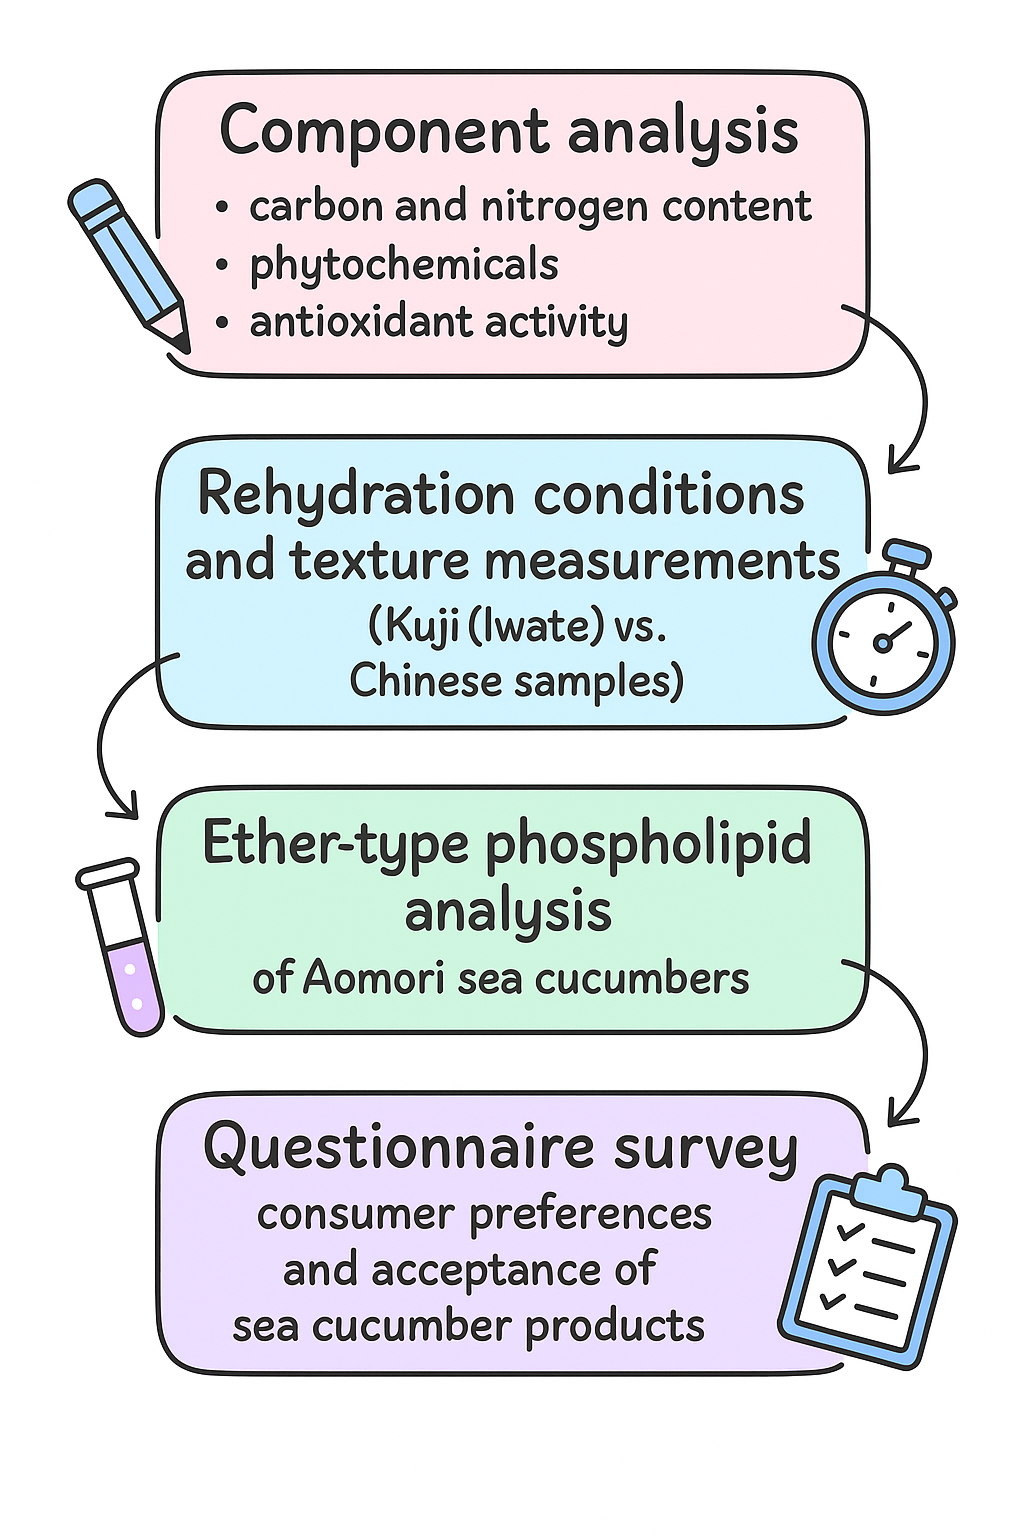 Component analysis
• carbon and nitrogen content
• phytochemicals
• antioxidant activity
Rehydration conditions
and texture measurements
(Kuji (Iwate) vs.
Chinese samples)
Ether-type phospholipid
analysis
of Aomori sea cucumbers
Questionnaire survey
consumer preferences
and acceptance of
sea cucumber products